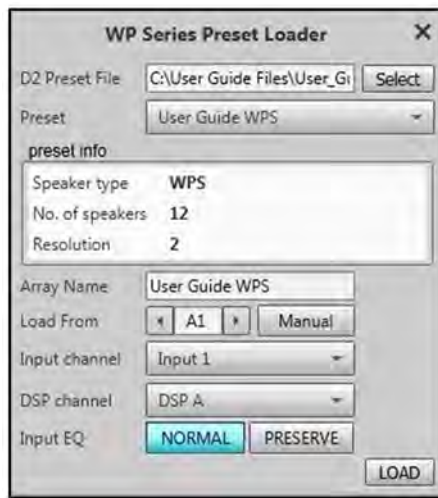 WP Series Preset Loader ×
D2 Preset File C:\User Guide Files\User_Gu Select
Preset User Guide WPS
preset info
Speaker type WPS
No. of speakers 12
Resolution 2
Array Name User Guide WPS
Load From A1 Manual
Input channel Input 1
DSP channel DSP A
Input EQ NORMAL PRESERVE
LOAD